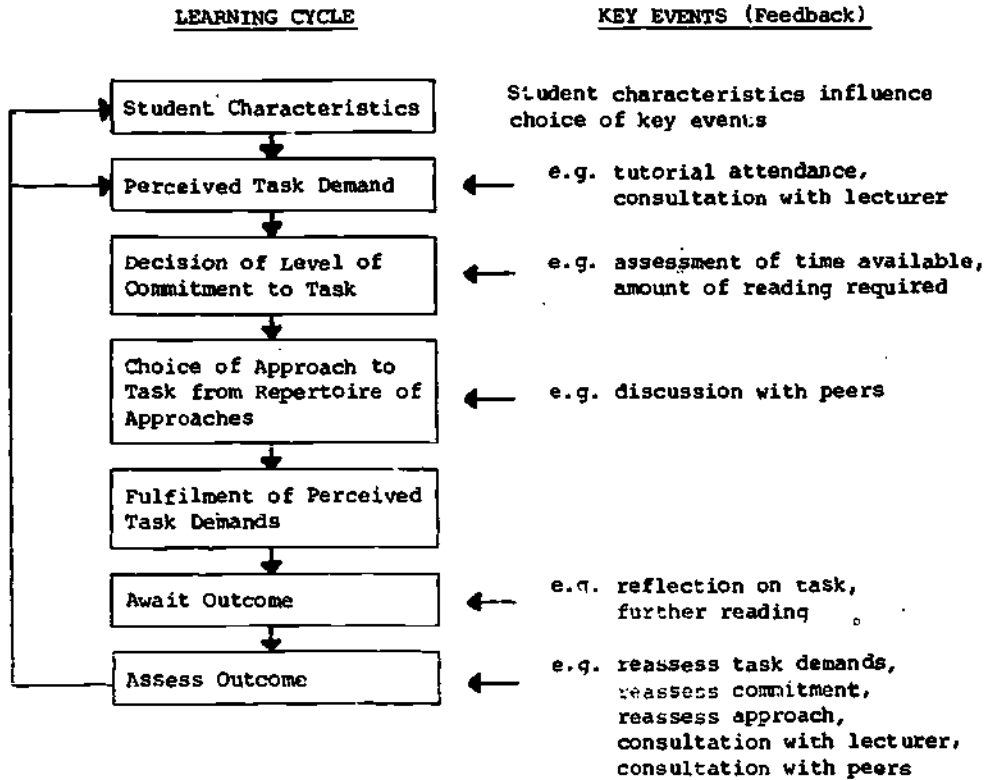 LEARNING CYCLE
KEY EVENTS (Feedback)
Student Characteristics
Student characteristics influence
choice of key events
Perceived Task Demand
e.g. tutorial attendance,
consultation with lecturer
Decision of Level of
Commitment to Task
e.g. assessment of time available,
amount of reading required
Choice of Approach to
Task from Repertoire of
Approaches
e.g. discussion with peers
Fulfilment of Perceived
Task Demands
Await Outcome
e.g. reflection on task,
further reading
Assess Outcome
e.g. reassess task demands,
reassess commitment,
reassess approach,
consultation with lecturer,
consultation with peers